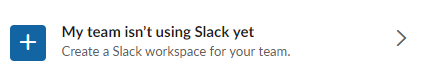 My team isn’t using Slack yet
Create a Slack workspace for your team.